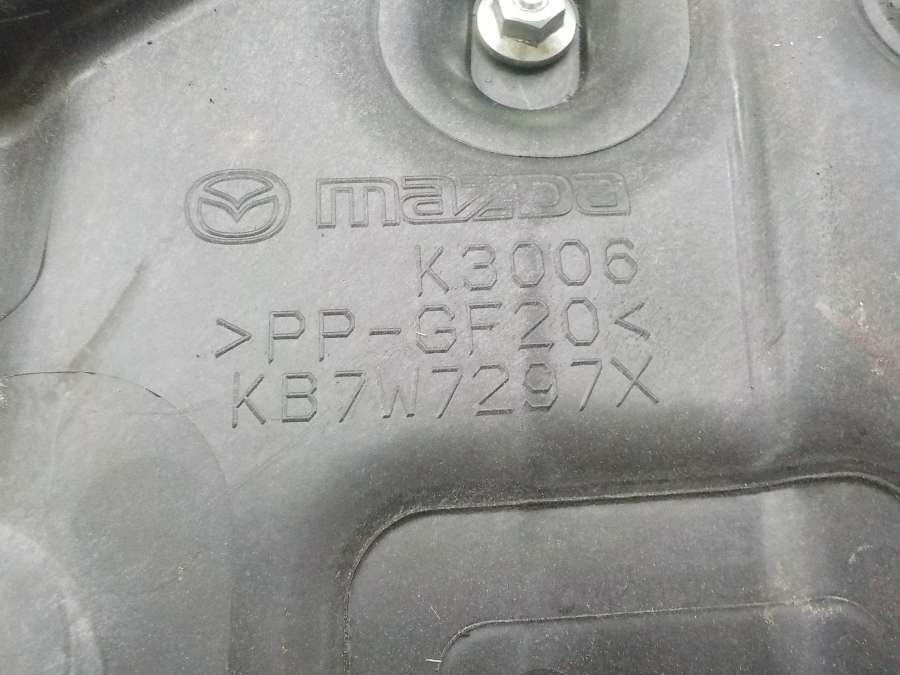 mazda
K3006
>PP-GF20<
KB7W7297X